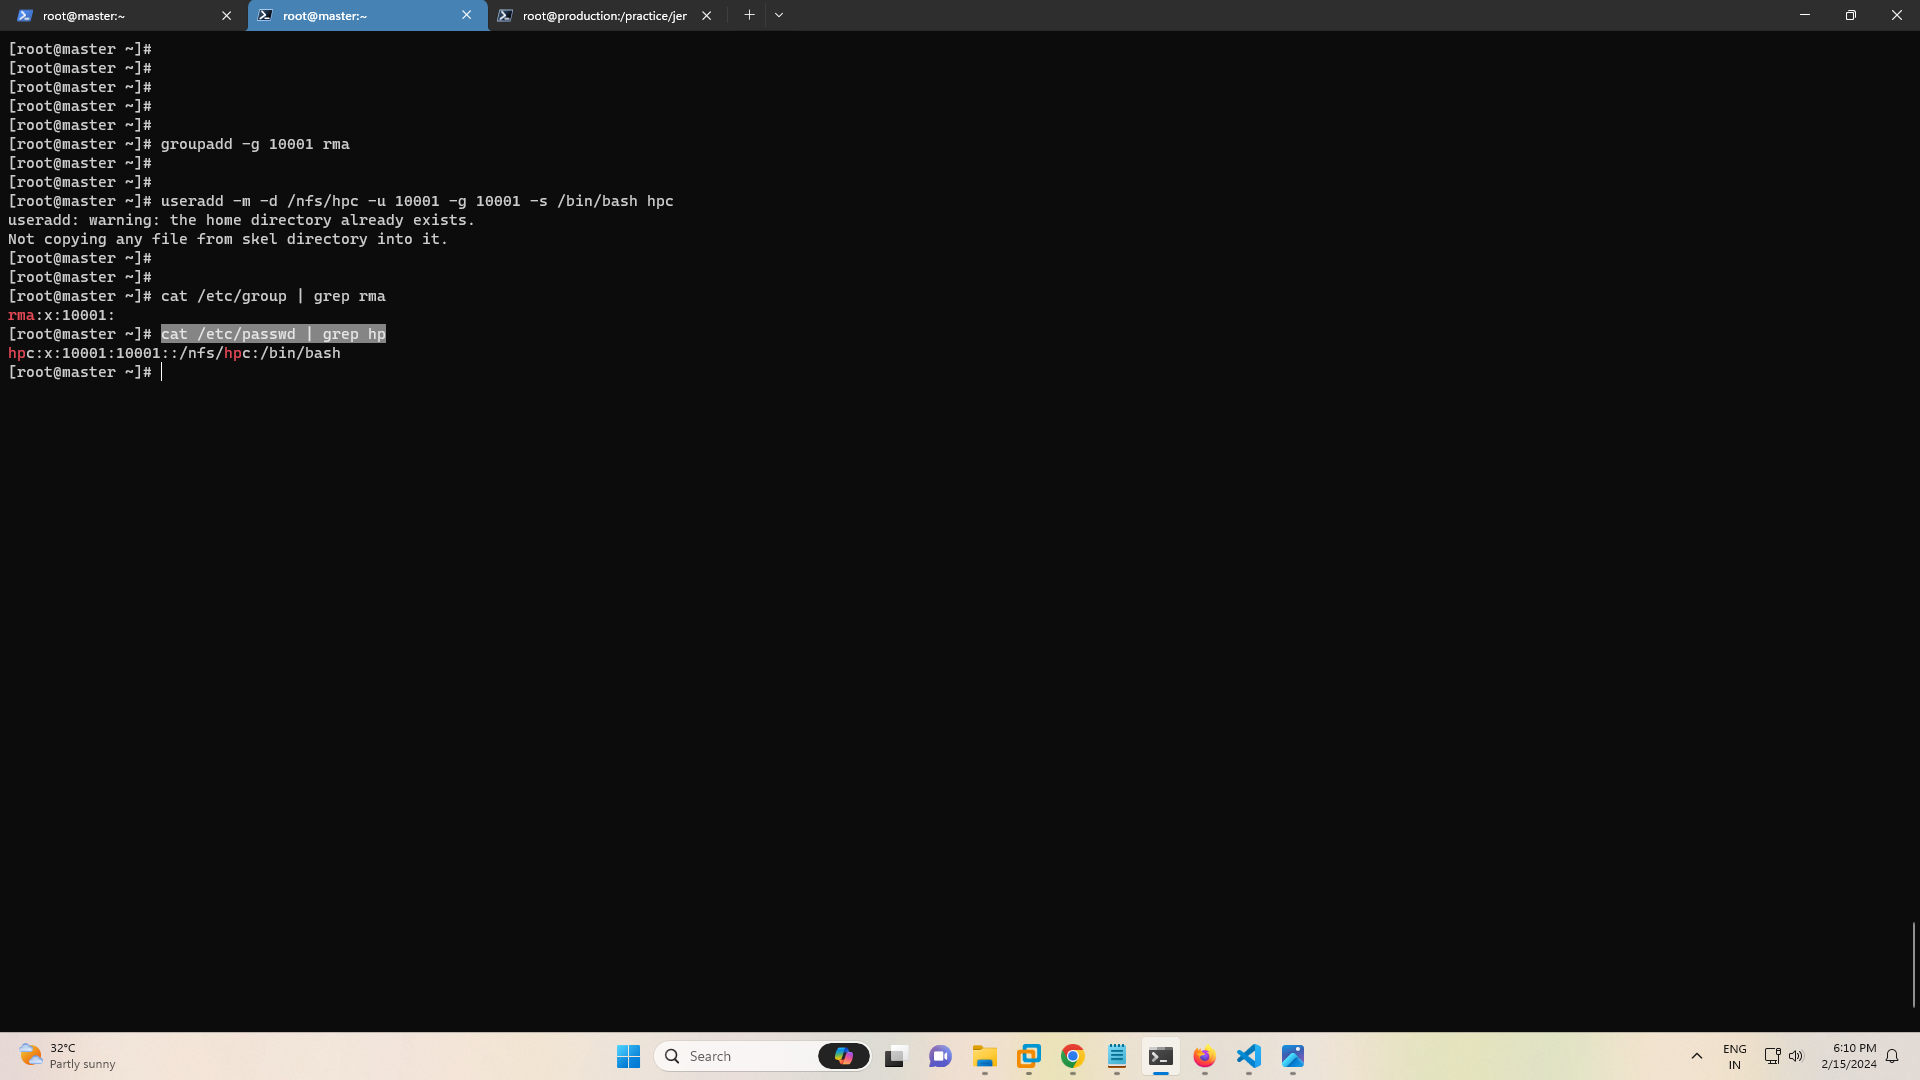 root@master:~
root@master:~
root@production:/practice/jer
[root@master ~]#
[root@master ~]#
[root@master ~]#
[root@master ~]#
[root@master ~]#
[root@master ~]# groupadd -g 10001 rma
[root@master ~]#
[root@master ~]#
[root@master ~]# useradd -m -d /nfs/hpc -u 10001 -g 10001 -s /bin/bash hpc
useradd: warning: the home directory already exists.
Not copying any file from skel directory into it.
[root@master ~]#
[root@master ~]#
[root@master ~]# cat /etc/group | grep rma
rma:x:10001:
[root@master ~]# cat /etc/passwd | grep hp
hpc:x:10001:10001::/nfs/hpc:/bin/bash
[root@master ~]#
32°C
Partly sunny
Search
ENG
IN
6:10 PM
2/15/2024